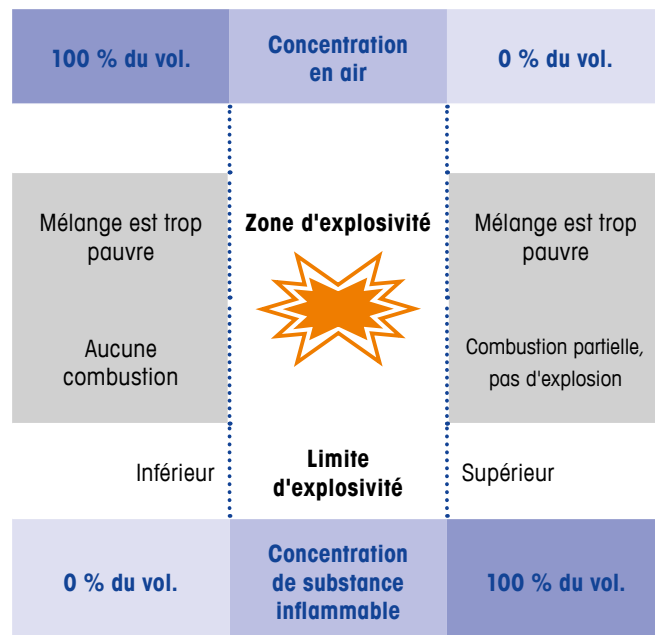 100 % du vol.
Concentration
en air
0 % du vol.
Mélange est trop
pauvre
Zone d'explosivité
Mélange est trop
pauvre
Aucune
combustion
Combustion partielle,
pas d'explosion
Inférieur
Limite
d'explosivité
Supérieur
0 % du vol.
Concentration
de substance
inflammable
100 % du vol.